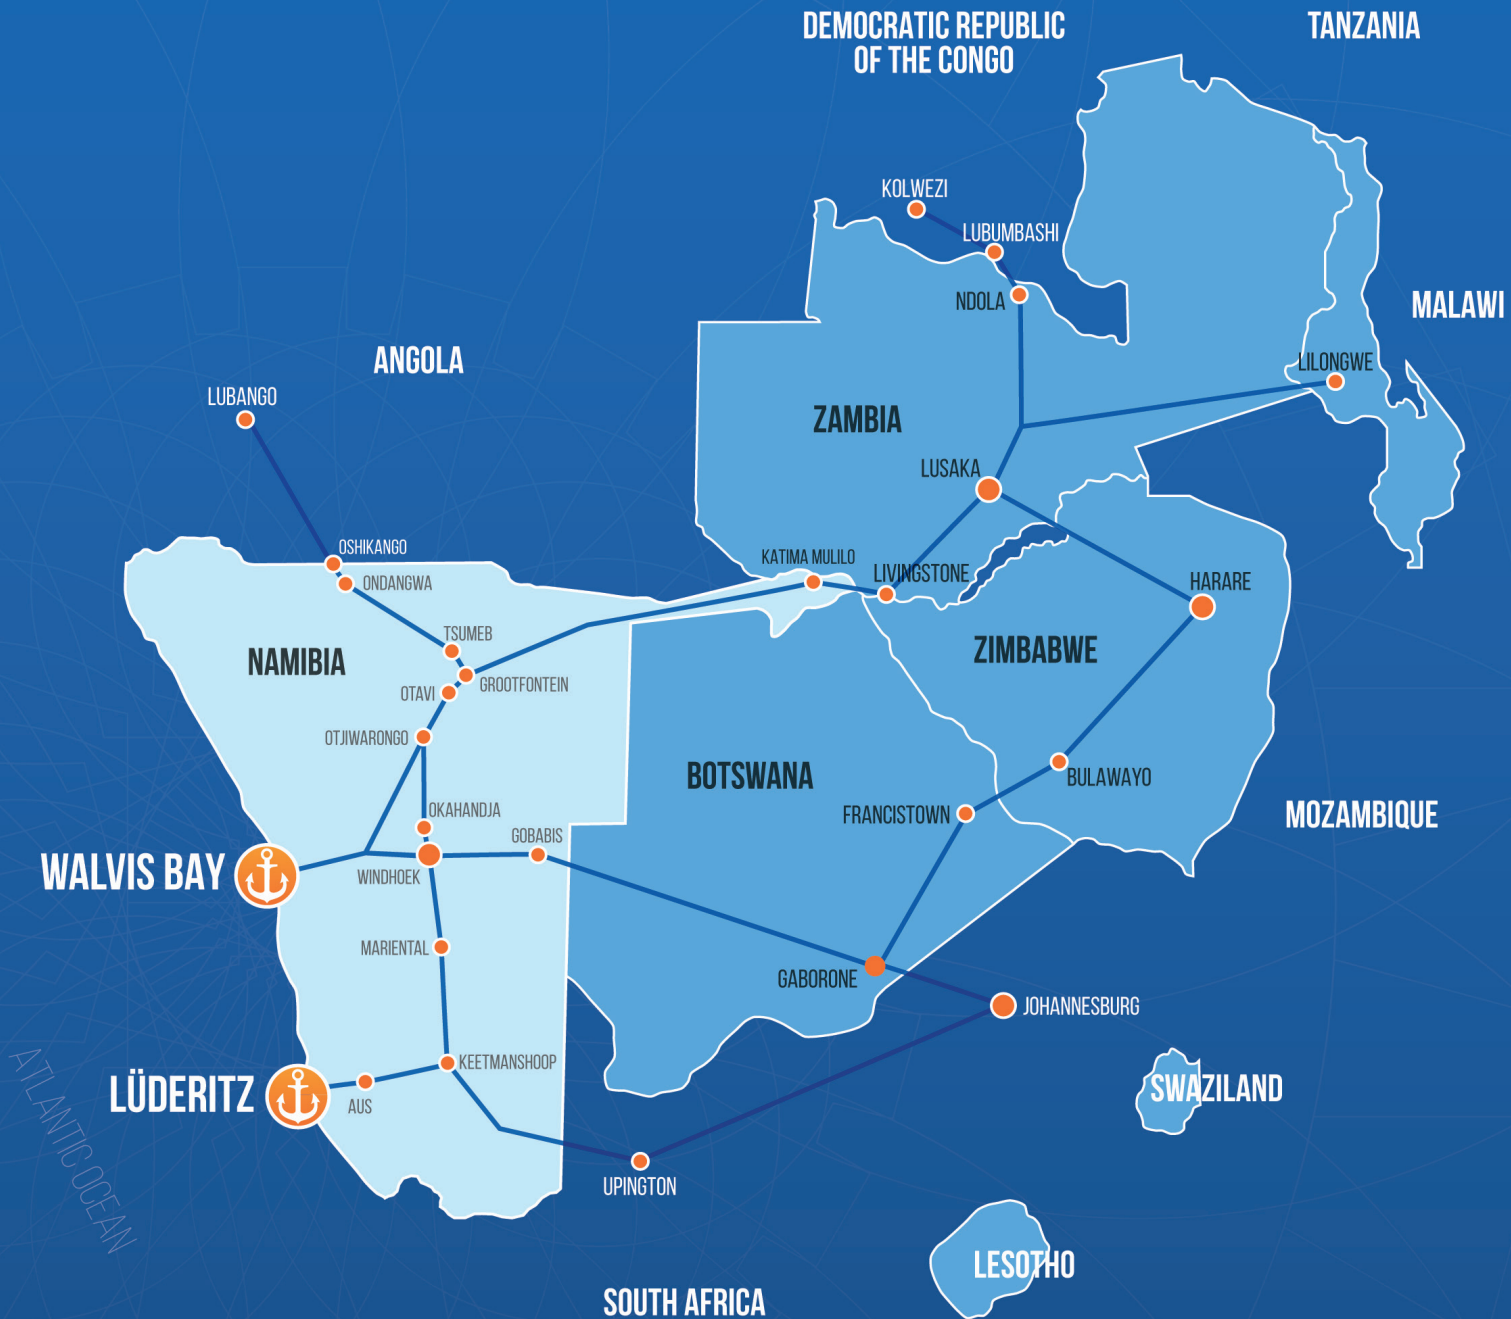 DEMOCRATIC REPUBLIC
OF THE CONGO
TANZANIA
KOLWEZI
LUBUMBASHI
NDOLA
MALAWI
ANGOLA
LILONGWE
LUBANGO
ZAMBIA
LUSAKA
OSHIKANGO
KATIMA MULILO
LIVINGSTONE
ONDANGWA
HARARE
TSUMEB
ZIMBABWE
NAMIBIA
GROOTFONTEIN
OTAVI
OTJIWARONGO
BOTSWANA
BULAWAYO
OKAHANDJA
FRANCISTOWN
MOZAMBIQUE
GOBABIS
WALVIS BAY
WINDHOEK
MARIENTAL
GABORONE
JOHANNESBURG
KEETMANSHOOP
LÜDERITZ
AUS
SWAZILAND
ATLANTIC OCEAN
UPINGTON
LESOTHO
SOUTH AFRICA